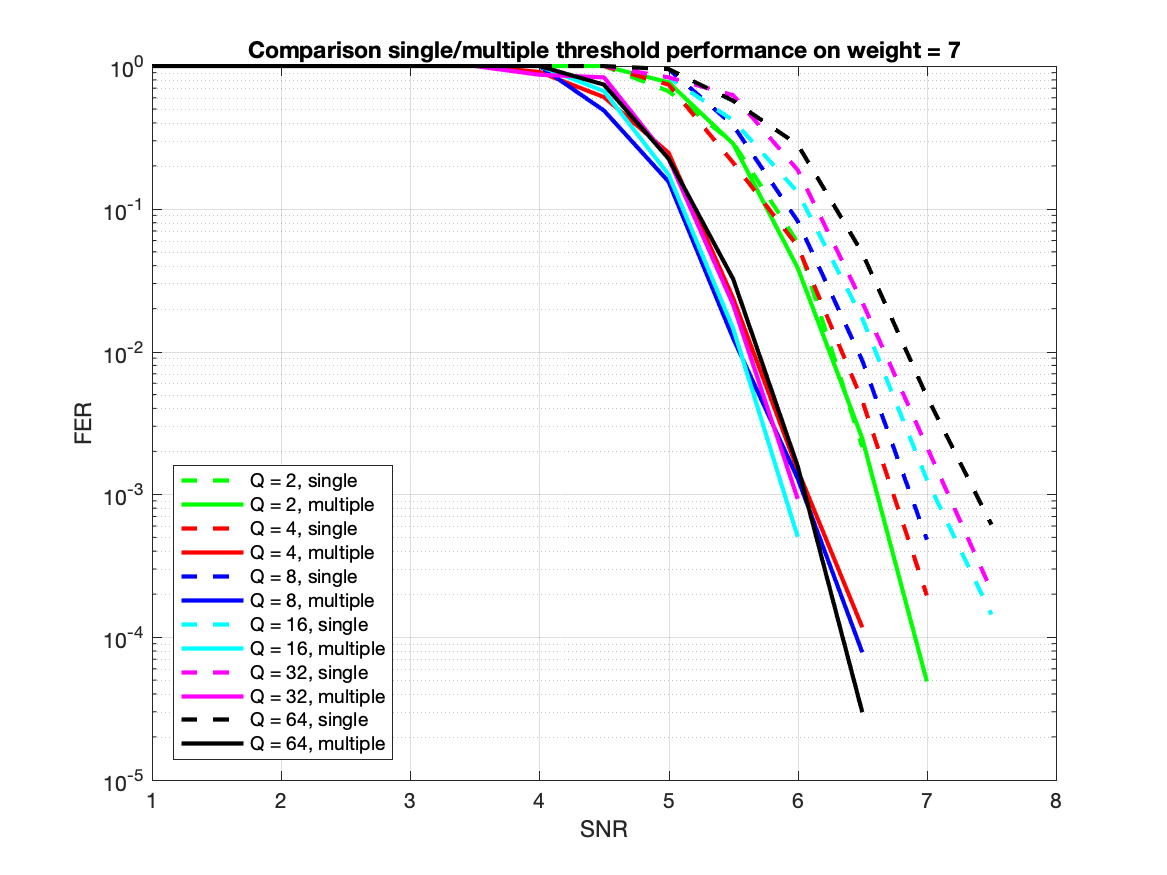 Comparison single/multiple threshold performance on weight = 7
10^0
10^-1
10^-2
10^-3
10^-4
10^-5
FER
Q = 2, single
Q = 2, multiple
Q = 4, single
Q = 4, multiple
Q = 8, single
Q = 8, multiple
Q = 16, single
Q = 16, multiple
Q = 32, single
Q = 32, multiple
Q = 64, single
Q = 64, multiple
1 2 3 4 5 6 7 8
SNR